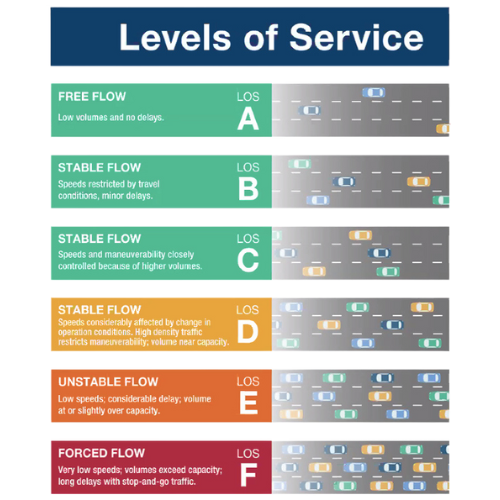 Levels of Service
FREE FLOW
Low volumes and no delays.
LOS
A
STABLE FLOW
Speeds restricted by travel
conditions, minor delays.
LOS
B
STABLE FLOW
Speeds and maneuverability closely
controlled because of higher volumes.
LOS
C
STABLE FLOW
Speeds considerably affected by change in
operation conditions. High density traffic
restricts maneuverability; volume near capacity.
LOS
D
UNSTABLE FLOW
Low speeds; considerable delay; volume
at or slightly over capacity.
LOS
E
FORCED FLOW
Very low speeds; volumes exceed capacity;
long delays with stop-and-go traffic.
LOS
F